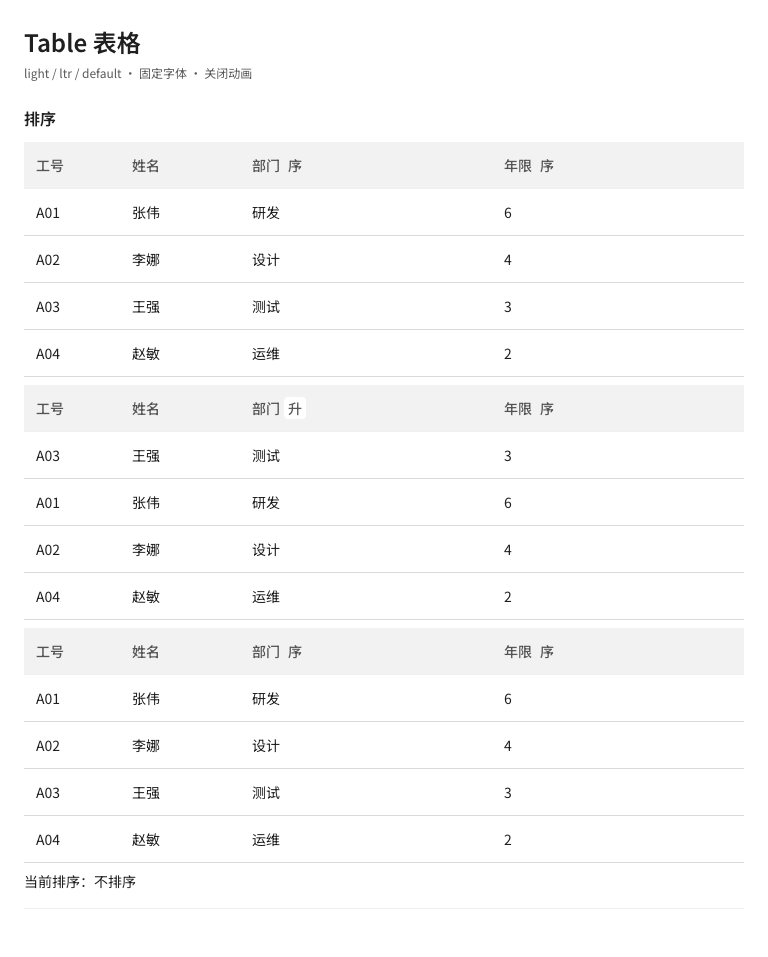 Table 表格
light / ltr / default ・ 固定字体 ・ 关闭动画
排序
工号 姓名 部门 序 年限 序
A01 张伟 研发 6
A02 李娜 设计 4
A03 王强 测试 3
A04 赵敏 运维 2
工号 姓名 部门 升 年限 序
A03 王强 测试 3
A01 张伟 研发 6
A02 李娜 设计 4
A04 赵敏 运维 2
工号 姓名 部门 序 年限 序
A01 张伟 研发 6
A02 李娜 设计 4
A03 王强 测试 3
A04 赵敏 运维 2
当前排序：不排序